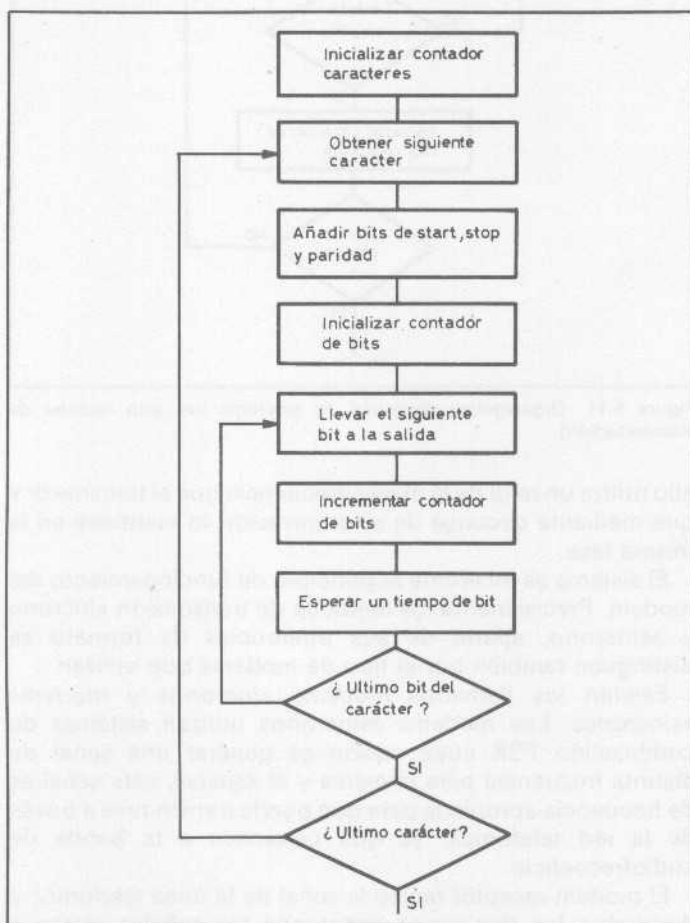 Inicializar contador
caracteres
Obtener siguiente
caracter
Añadir bits de start, stop
y paridad
Inicializar contador
de bits
Llevar el siguiente
bit a la salida
Incrementar contador
de bits
Esperar un tiempo de bit
¿ Ultimo bit del
carácter ?
SI
¿ Ultimo carácter?
SI